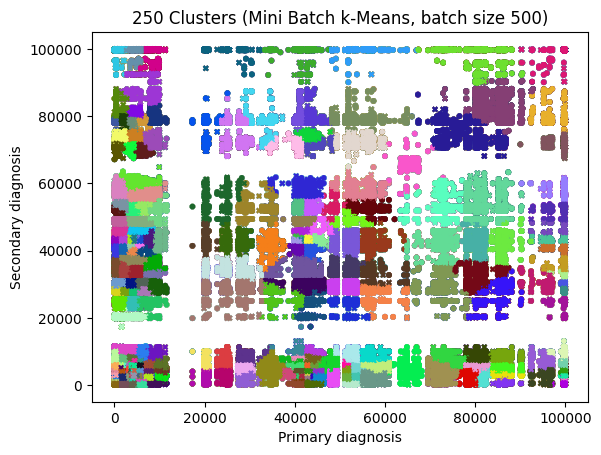 250 Clusters (Mini Batch k-Means, batch size 500)
100000
80000
60000
40000
20000
0
Secondary diagnosis
0 20000 40000 60000 80000 100000
Primary diagnosis